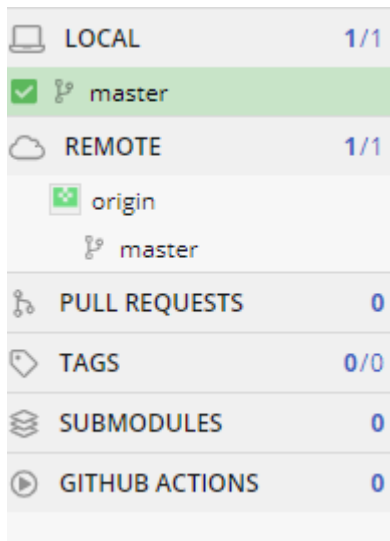 LOCAL 1/1
master
REMOTE 1/1
origin
master
PULL REQUESTS 0
TAGS 0/0
SUBMODULES 0
GITHUB ACTIONS 0